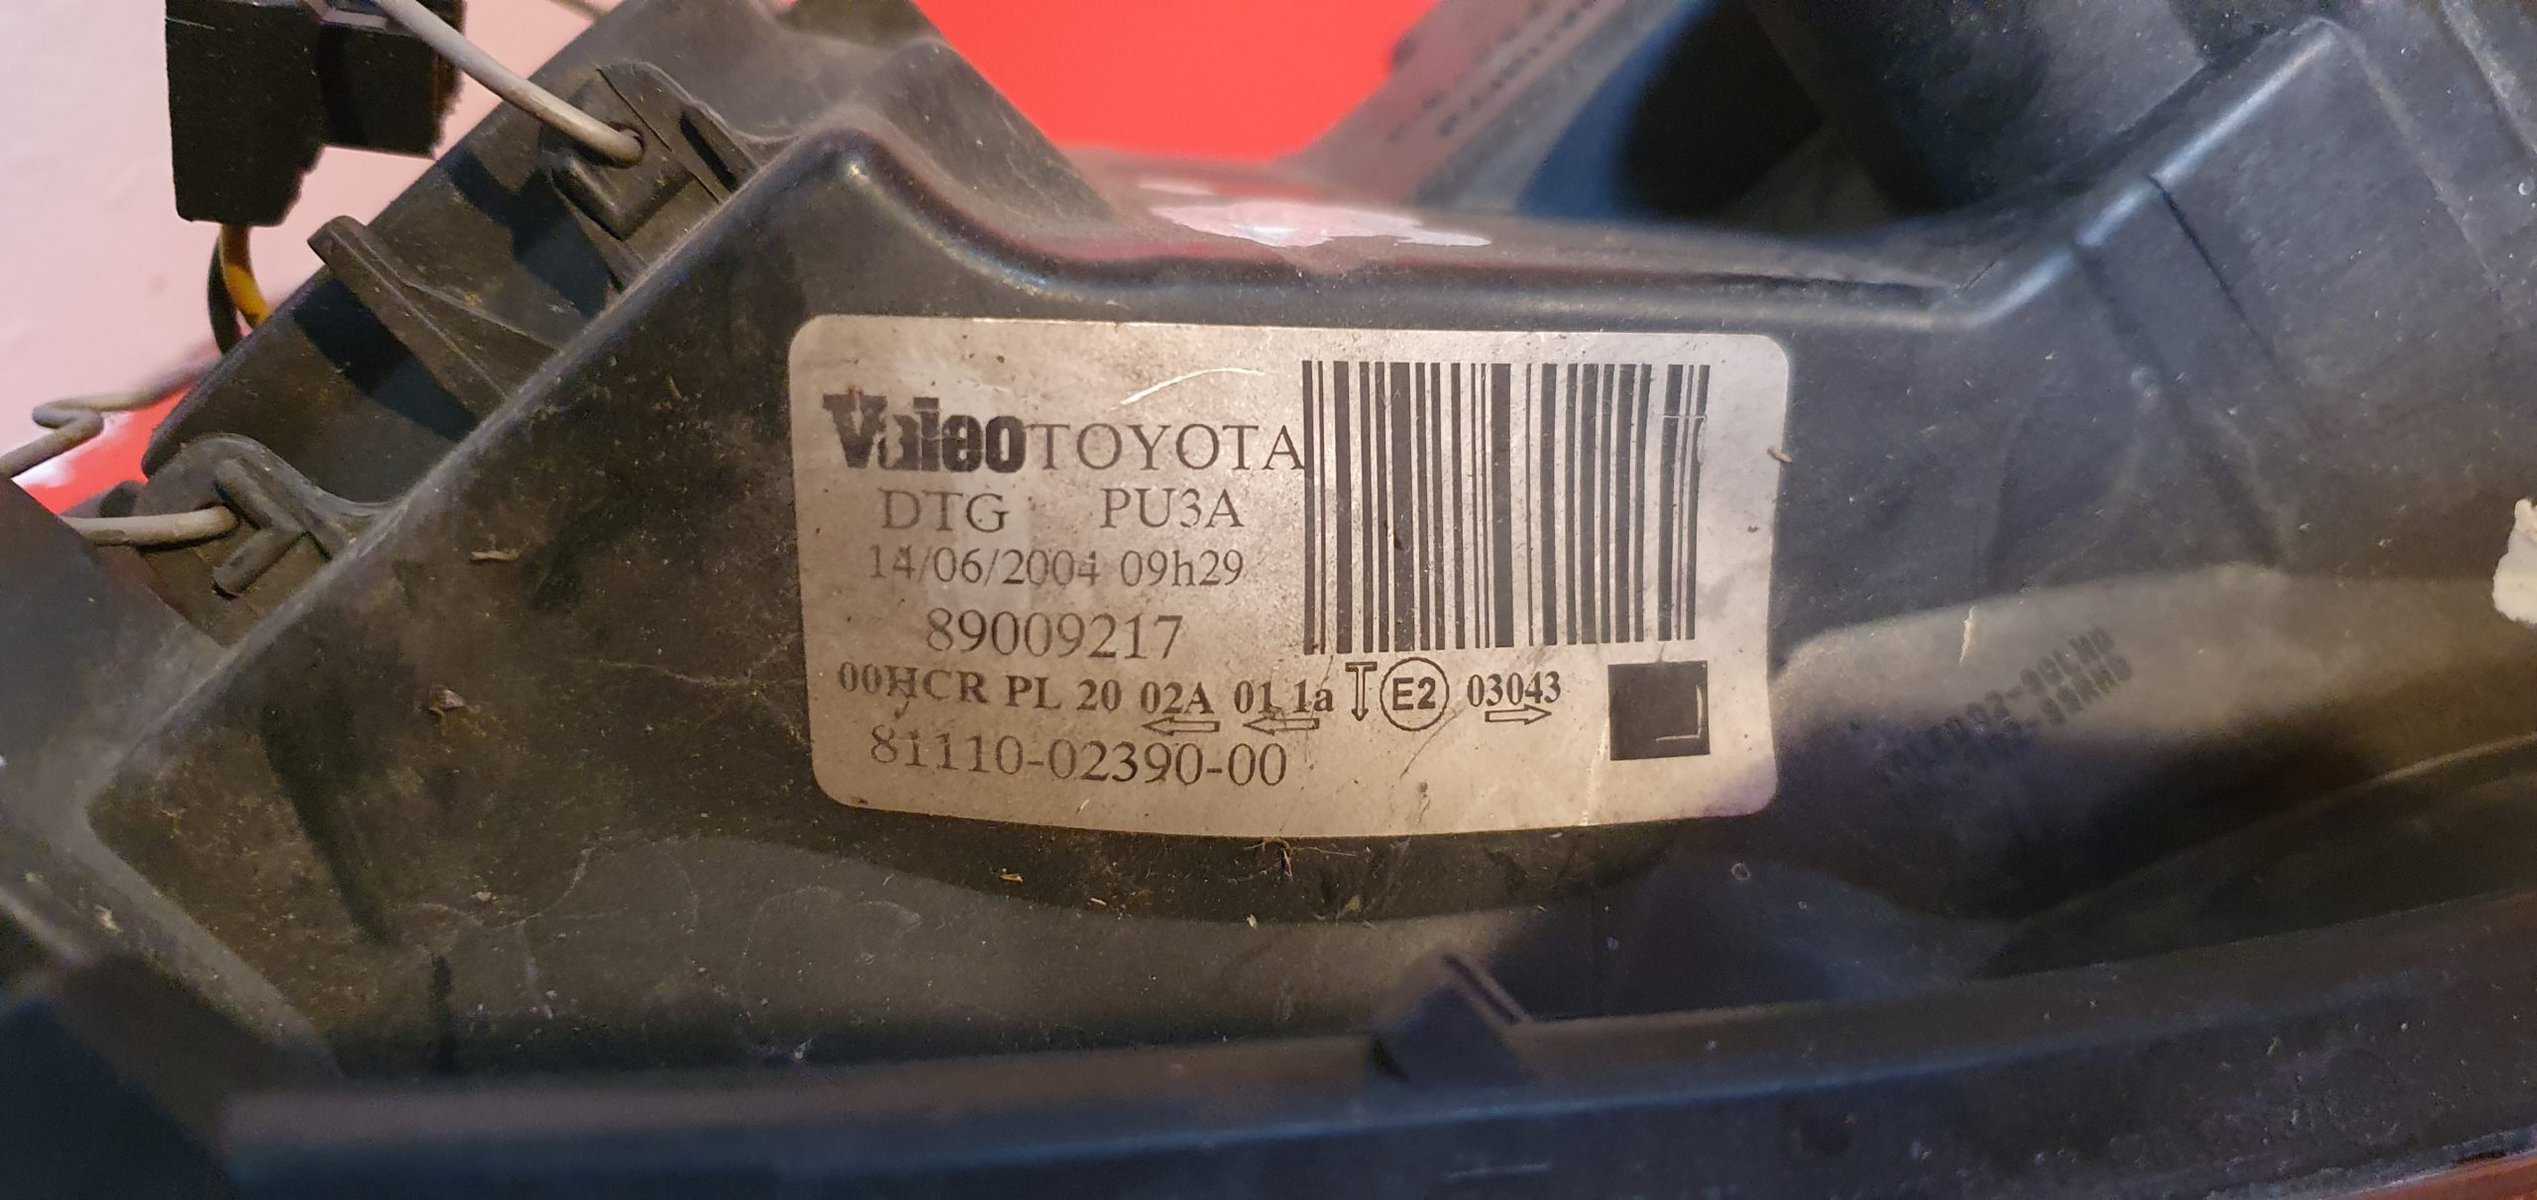 Valeo TOYOTA
DTG PU3A
14/06/2004 09h29
89009217
00HCR PL 20 02A 01 1a E2 03043
81110-02390-00